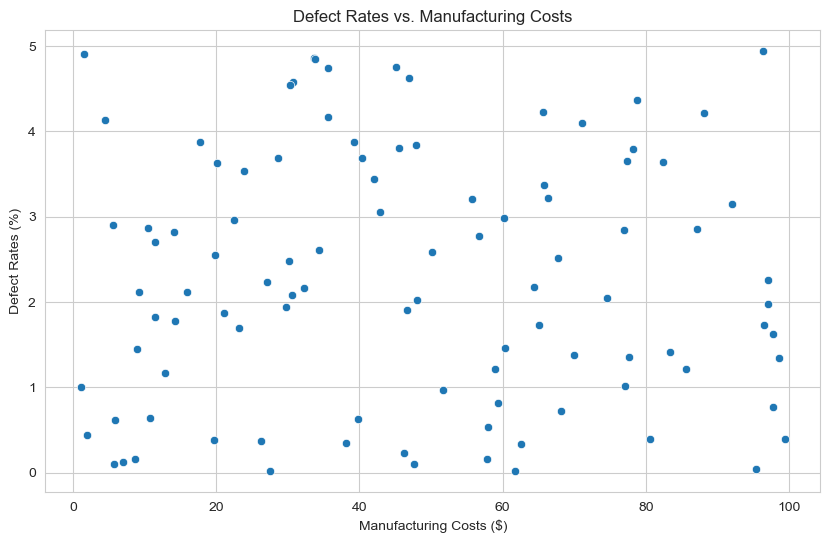 Defect Rates vs. Manufacturing Costs
5
4
3
2
1
0
Defect Rates (%)
0 20 40 60 80 100
Manufacturing Costs ($)